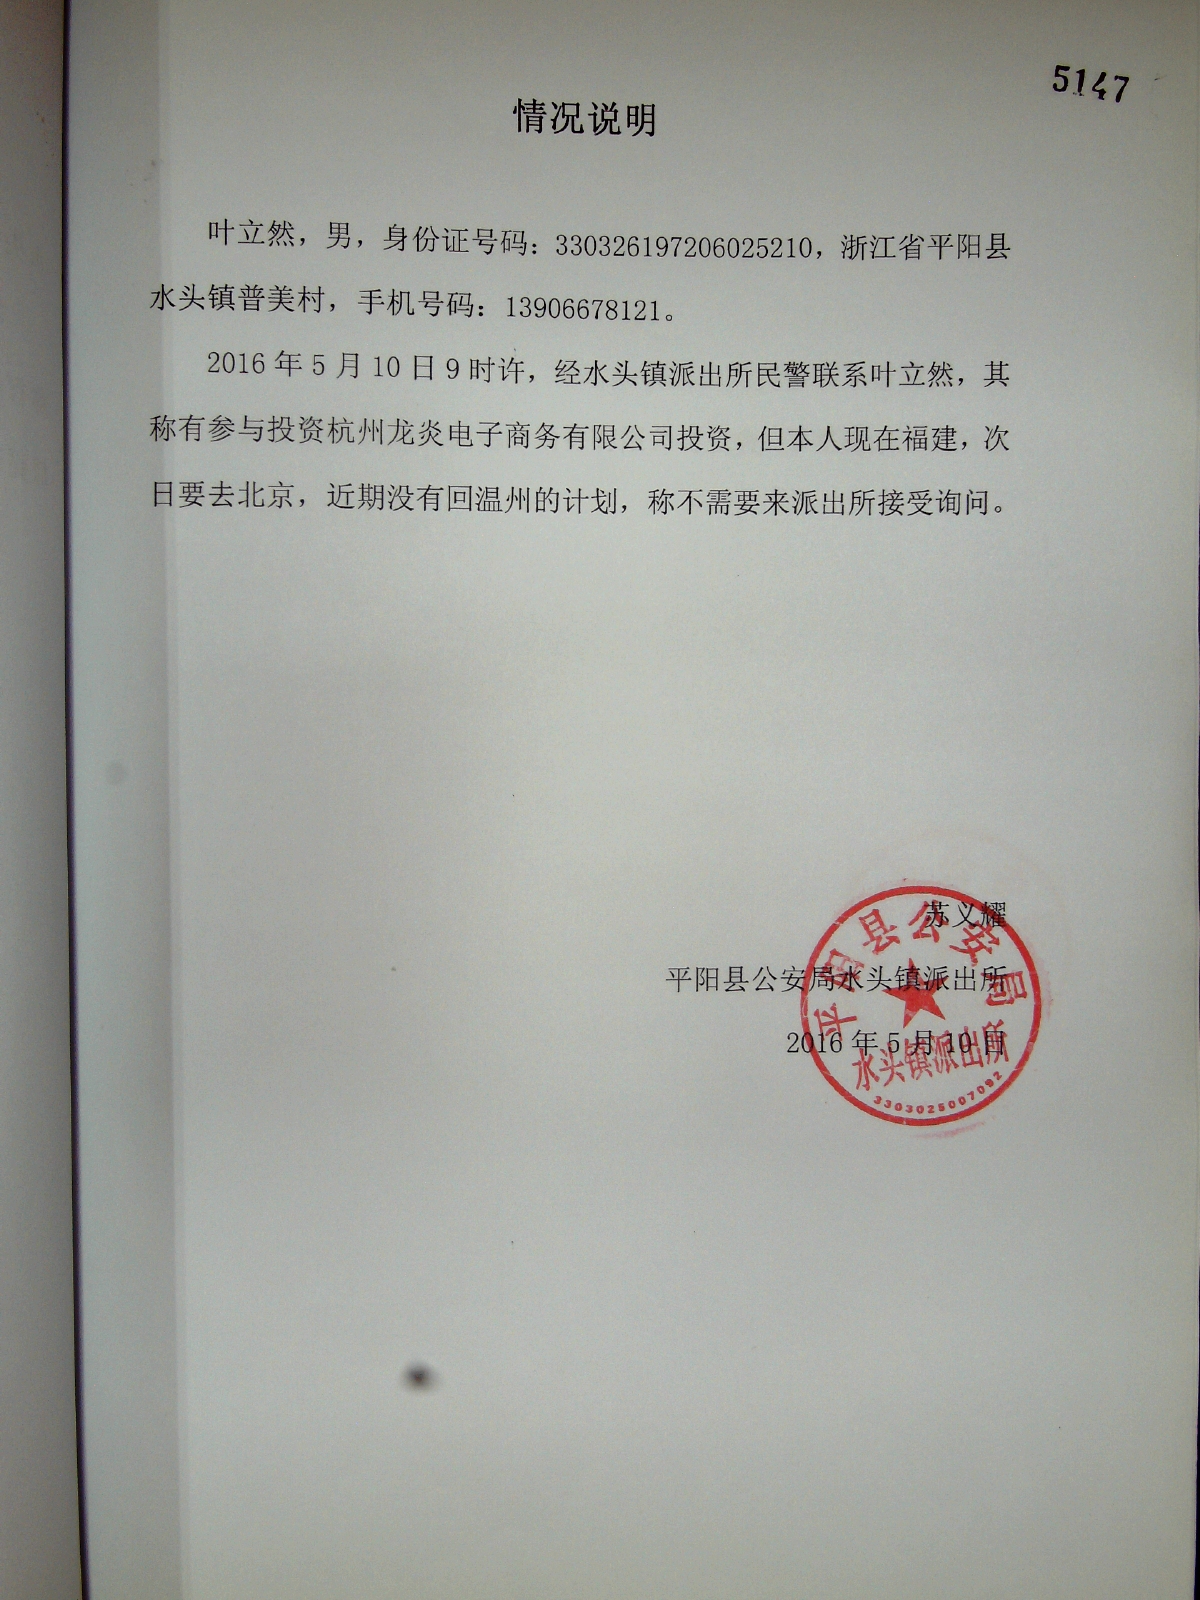 5147
情况说明
叶立然，男，身份证号码：330326197206025210，浙江省平阳县
水头镇普美村，手机号码：13906678121。
2016年5月10日9时许，经水头镇派出所民警联系叶立然，其
称有参与投资杭州龙炎电子商务有限公司投资，但本人现在福建，次
日要去北京，近期没有回温州的计划，称不需要来派出所接受询问。
苏义耀
平阳县公安局水头镇派出所
2016年5月10日
平阳县公安局
水头镇派出所
3303025007092